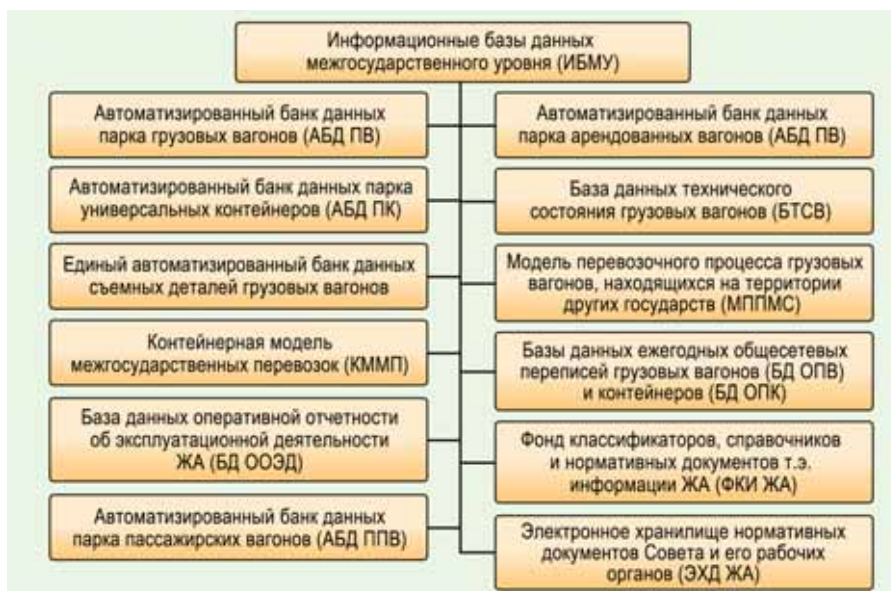 Информационные базы данных
межгосударственного уровня (ИБМУ)
Автоматизированный банк данных
парка грузовых вагонов (АБД ПВ)
Автоматизированный банк данных парка
универсальных контейнеров (АБД ПК)
Единый автоматизированный банк данных
съемных деталей грузовых вагонов
Контейнерная модель
межгосударственных перевозок (КММП)
База данных оперативной отчетности
об эксплуатационной деятельности
ЖА (БД ООЭД)
Автоматизированный банк данных
парка пассажирских вагонов (АБД ППВ)
Автоматизированный банк данных
парка арендованных вагонов (АБД ПВ)
База данных технического
состояния грузовых вагонов (БТСВ)
Модель перевозочного процесса грузовых
вагонов, находящихся на территории
других государств (МППМС)
Базы данных ежегодных общесетевых
переписей грузовых вагонов (БД ОПВ)
и контейнеров (БД ОПК)
Фонд классификаторов, справочников
и нормативных документов т.э.
информации ЖА (ФКИ ЖА)
Электронное хранилище нормативных
документов Совета и его рабочих
органов (ЭХД ЖА)